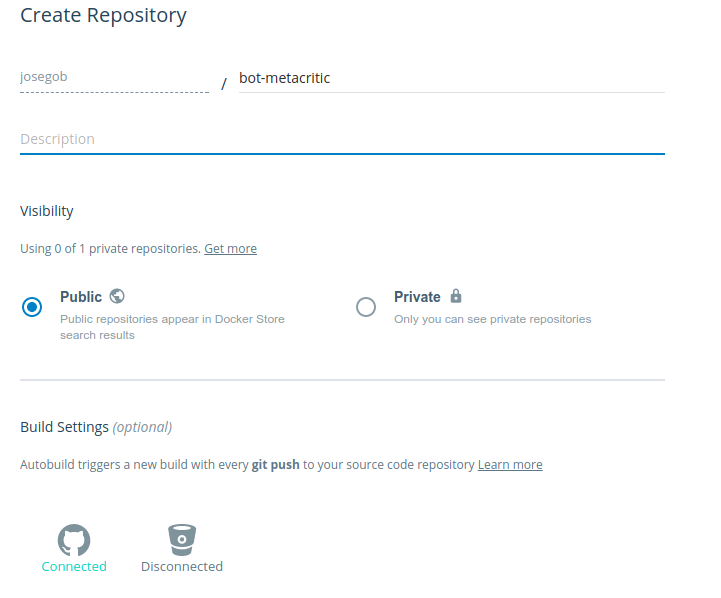 Create Repository
josegob / bot-metacritic
Description
Visibility
Using 0 of 1 private repositories. Get more
Public
Public repositories appear in Docker Store
search results
Private
Only you can see private repositories
Build Settings (optional)
Autobuild triggers a new build with every git push to your source code repository Learn more
Connected
Disconnected